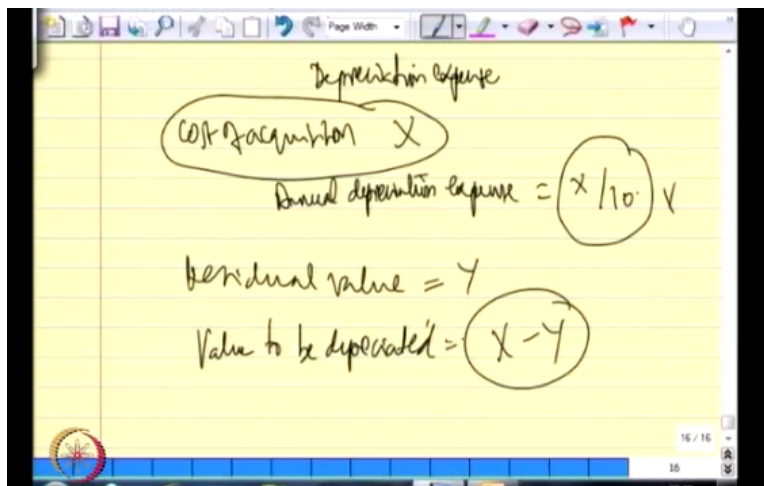 Page Width
Depreciation expense
Cost of acquisition X
Annual depreciation expense = X/10
Residual value = Y
Value to be depreciated = X-Y
16 / 16
16